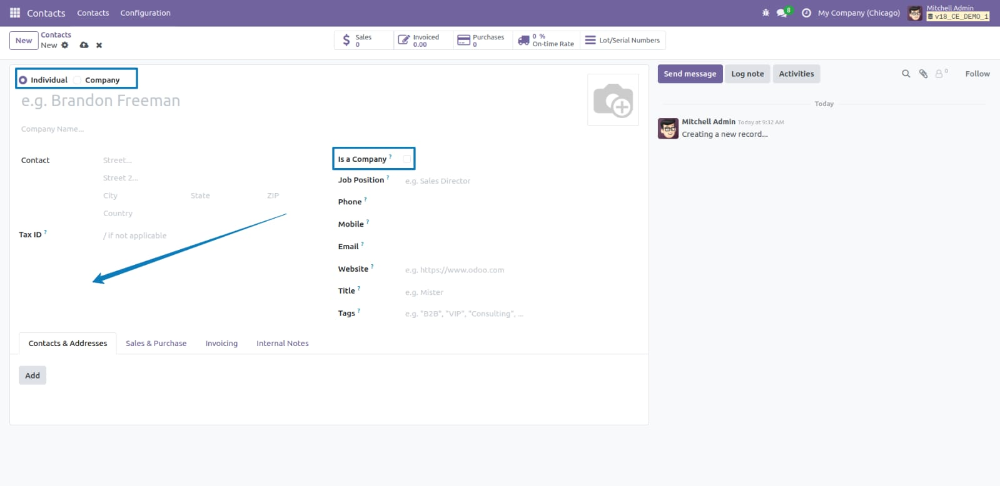 Contacts Contacts Configuration 8 My Company (Chicago) Mitchell Admin
v18_CE_DEMO_1
New Contacts
New
Sales
0
Invoiced
0.00
Purchases
0
0 %
On-time Rate
Lot/Serial Numbers
Individual Company
e.g. Brandon Freeman
Company Name...
Contact Street...
Street 2...
City State ZIP
Country
Tax ID ? / if not applicable
Is a Company ?
Job Position ? e.g. Sales Director
Phone ?
Mobile ?
Email ?
Website ? e.g. https://www.odoo.com
Title ? e.g. Mister
Tags ? e.g. "B2B", "VIP", "Consulting", ...
Contacts & Addresses Sales & Purchase Invoicing Internal Notes
Add
Send message Log note Activities 0 Follow
Today
Mitchell Admin Today at 9:32 AM
Creating a new record...